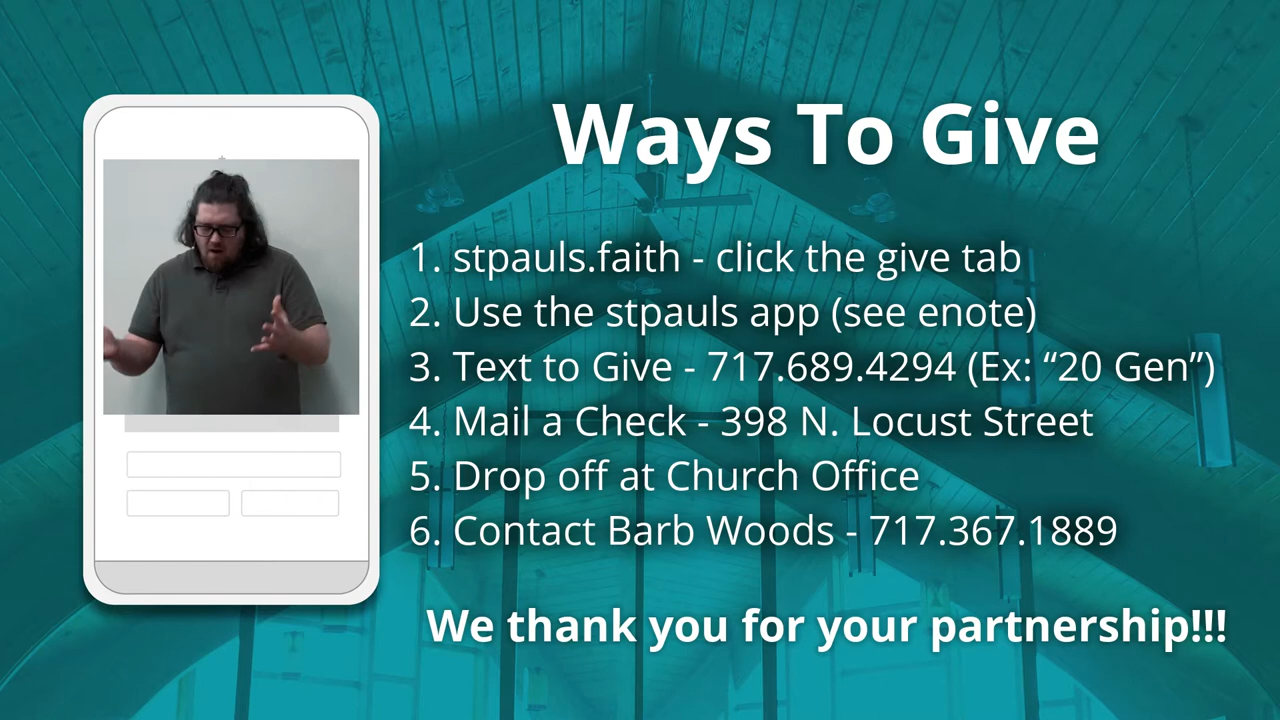 Ways To Give
1. stpauls.faith - click the give tab
2. Use the stpauls app (see enote)
3. Text to Give - 717.689.4294 (Ex: “20 Gen”)
4. Mail a Check - 398 N. Locust Street
5. Drop off at Church Office
6. Contact Barb Woods - 717.367.1889
We thank you for your partnership!!!